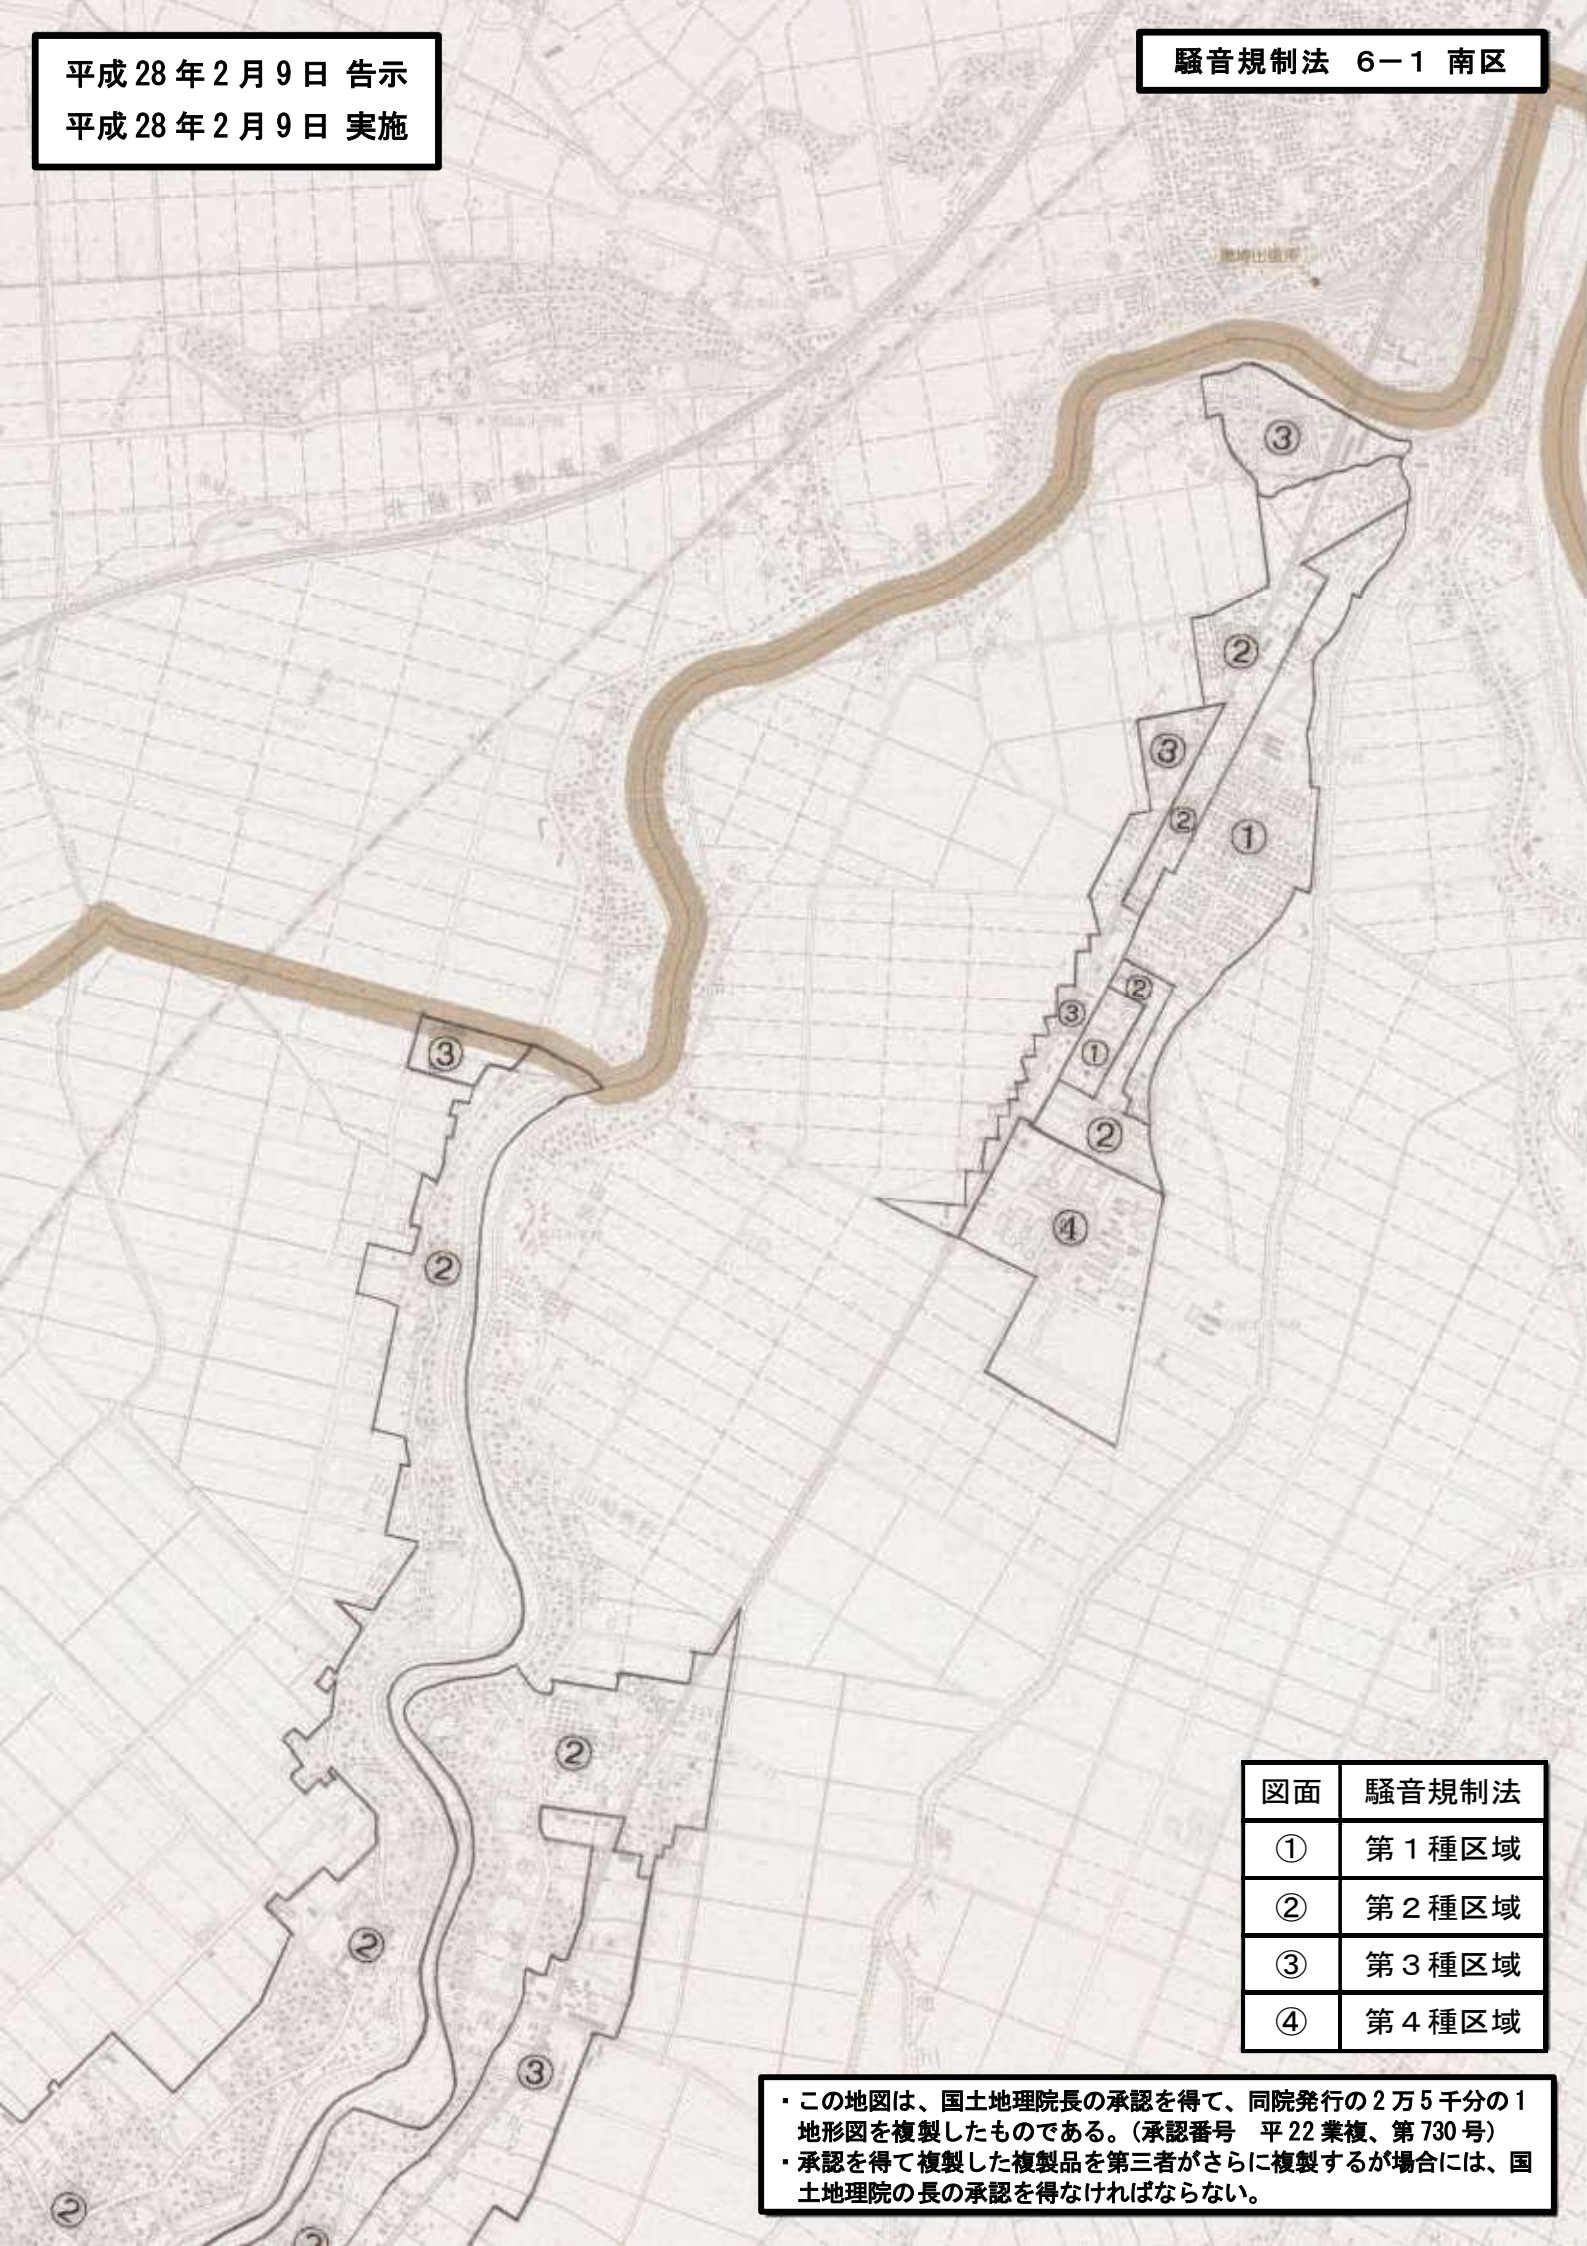 平成28年2月9日 告示
平成28年2月9日 実施
騒音規制法 6－1 南区
北陸自動車道
③
②
③
②
①
②
③
①
③
②
④
②
②
②
③
②
図面 騒音規制法
① 第1種区域
② 第2種区域
③ 第3種区域
④ 第4種区域
・この地図は、国土地理院長の承認を得て、同院発行の2万5千分の1
地形図を複製したものである。（承認番号 平22業複、第730号）
・承認を得て複製した複製品を第三者がさらに複製するが場合には、国
土地理院の長の承認を得なければならない。